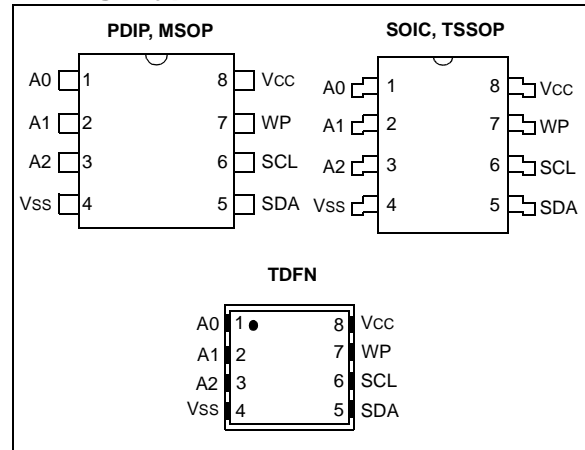 PDIP, MSOP
A0 1 8 VCC
A1 2 7 WP
A2 3 6 SCL
VSS 4 5 SDA
SOIC, TSSOP
A0 1 8 VCC
A1 2 7 WP
A2 3 6 SCL
VSS 4 5 SDA
TDFN
A0 1 8 VCC
A1 2 7 WP
A2 3 6 SCL
VSS 4 5 SDA